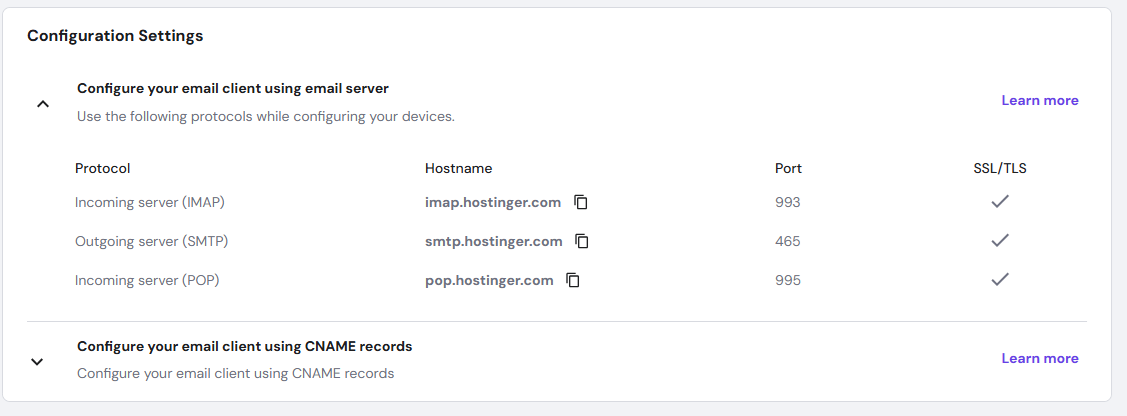 Configuration Settings
Configure your email client using email server
Use the following protocols while configuring your devices.
Learn more
Protocol Hostname Port SSL/TLS
Incoming server (IMAP) imap.hostinger.com 993
Outgoing server (SMTP) smtp.hostinger.com 465
Incoming server (POP) pop.hostinger.com 995
Configure your email client using CNAME records
Configure your email client using CNAME records
Learn more